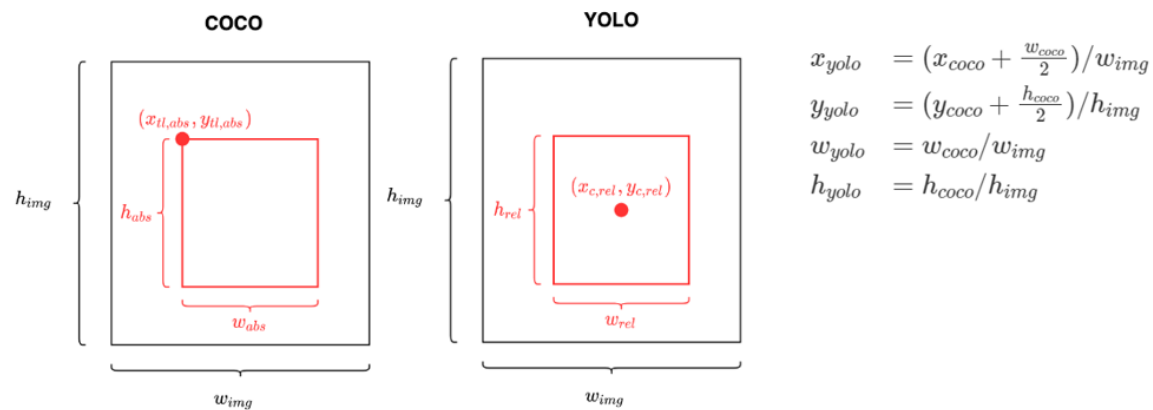 COCO
(x_{tl,abs}, y_{tl,abs})
h_{img}
h_{abs}
w_{abs}
w_{img}
YOLO
(x_{c,rel}, y_{c,rel})
h_{img}
h_{rel}
w_{rel}
w_{img}
x_{yolo} = (x_{coco} + \frac{w_{coco}}{2})/w_{img}
y_{yolo} = (y_{coco} + \frac{h_{coco}}{2})/h_{img}
w_{yolo} = w_{coco}/w_{img}
h_{yolo} = h_{coco}/h_{img}